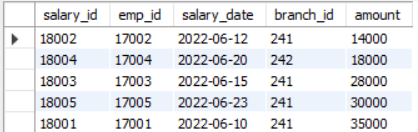 salary_id emp_id salary_date branch_id amount
18002 17002 2022-06-12 241 14000
18004 17004 2022-06-20 242 18000
18003 17003 2022-06-15 241 28000
18005 17005 2022-06-23 241 30000
18001 17001 2022-06-10 241 35000